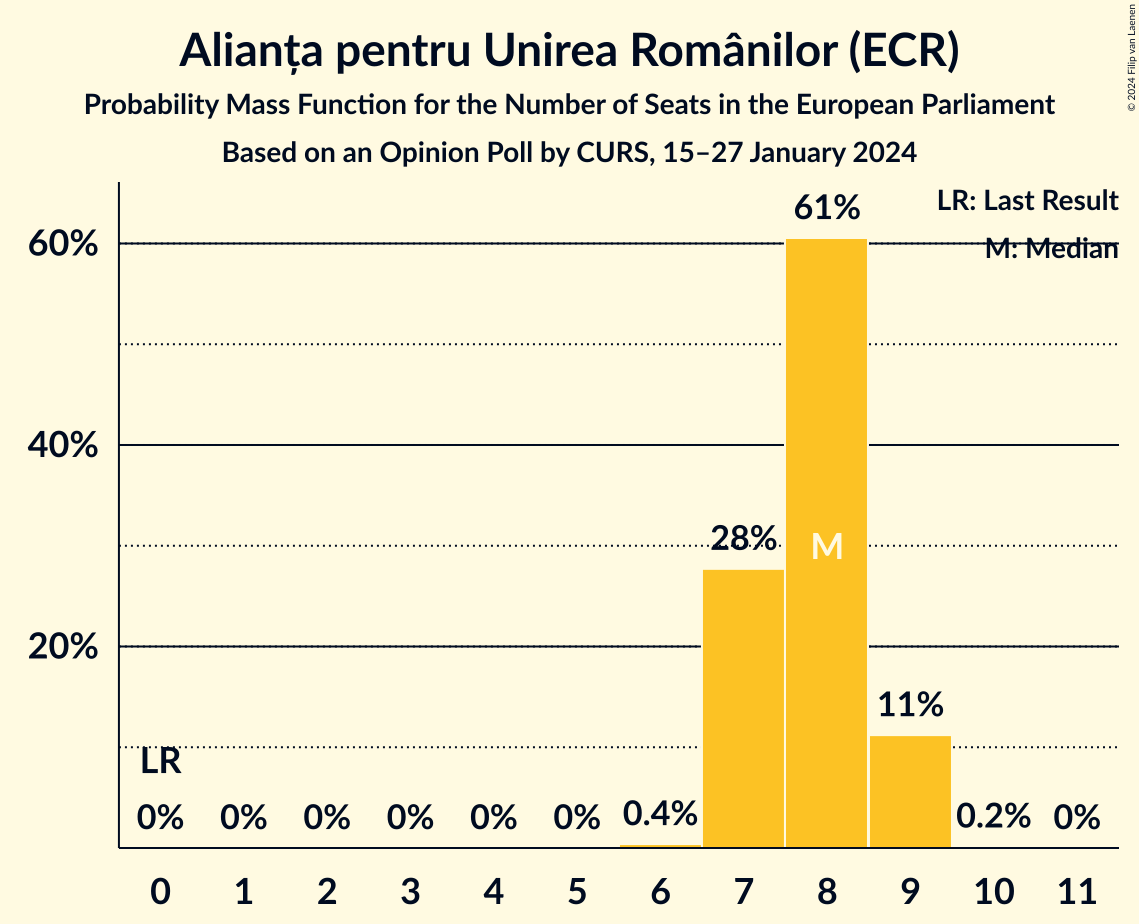 Alianța pentru Unirea Românilor (ECR)
Probability Mass Function for the Number of Seats in the European Parliament
Based on an Opinion Poll by CURS, 15–27 January 2024
© 2024 Filip van Laenen
LR: Last Result
M: Median
60%
40%
20%
61%
28%
M
11%
LR
0% 0% 0% 0% 0% 0% 0.4% 0.2% 0%
0 1 2 3 4 5 6 7 8 9 10 11